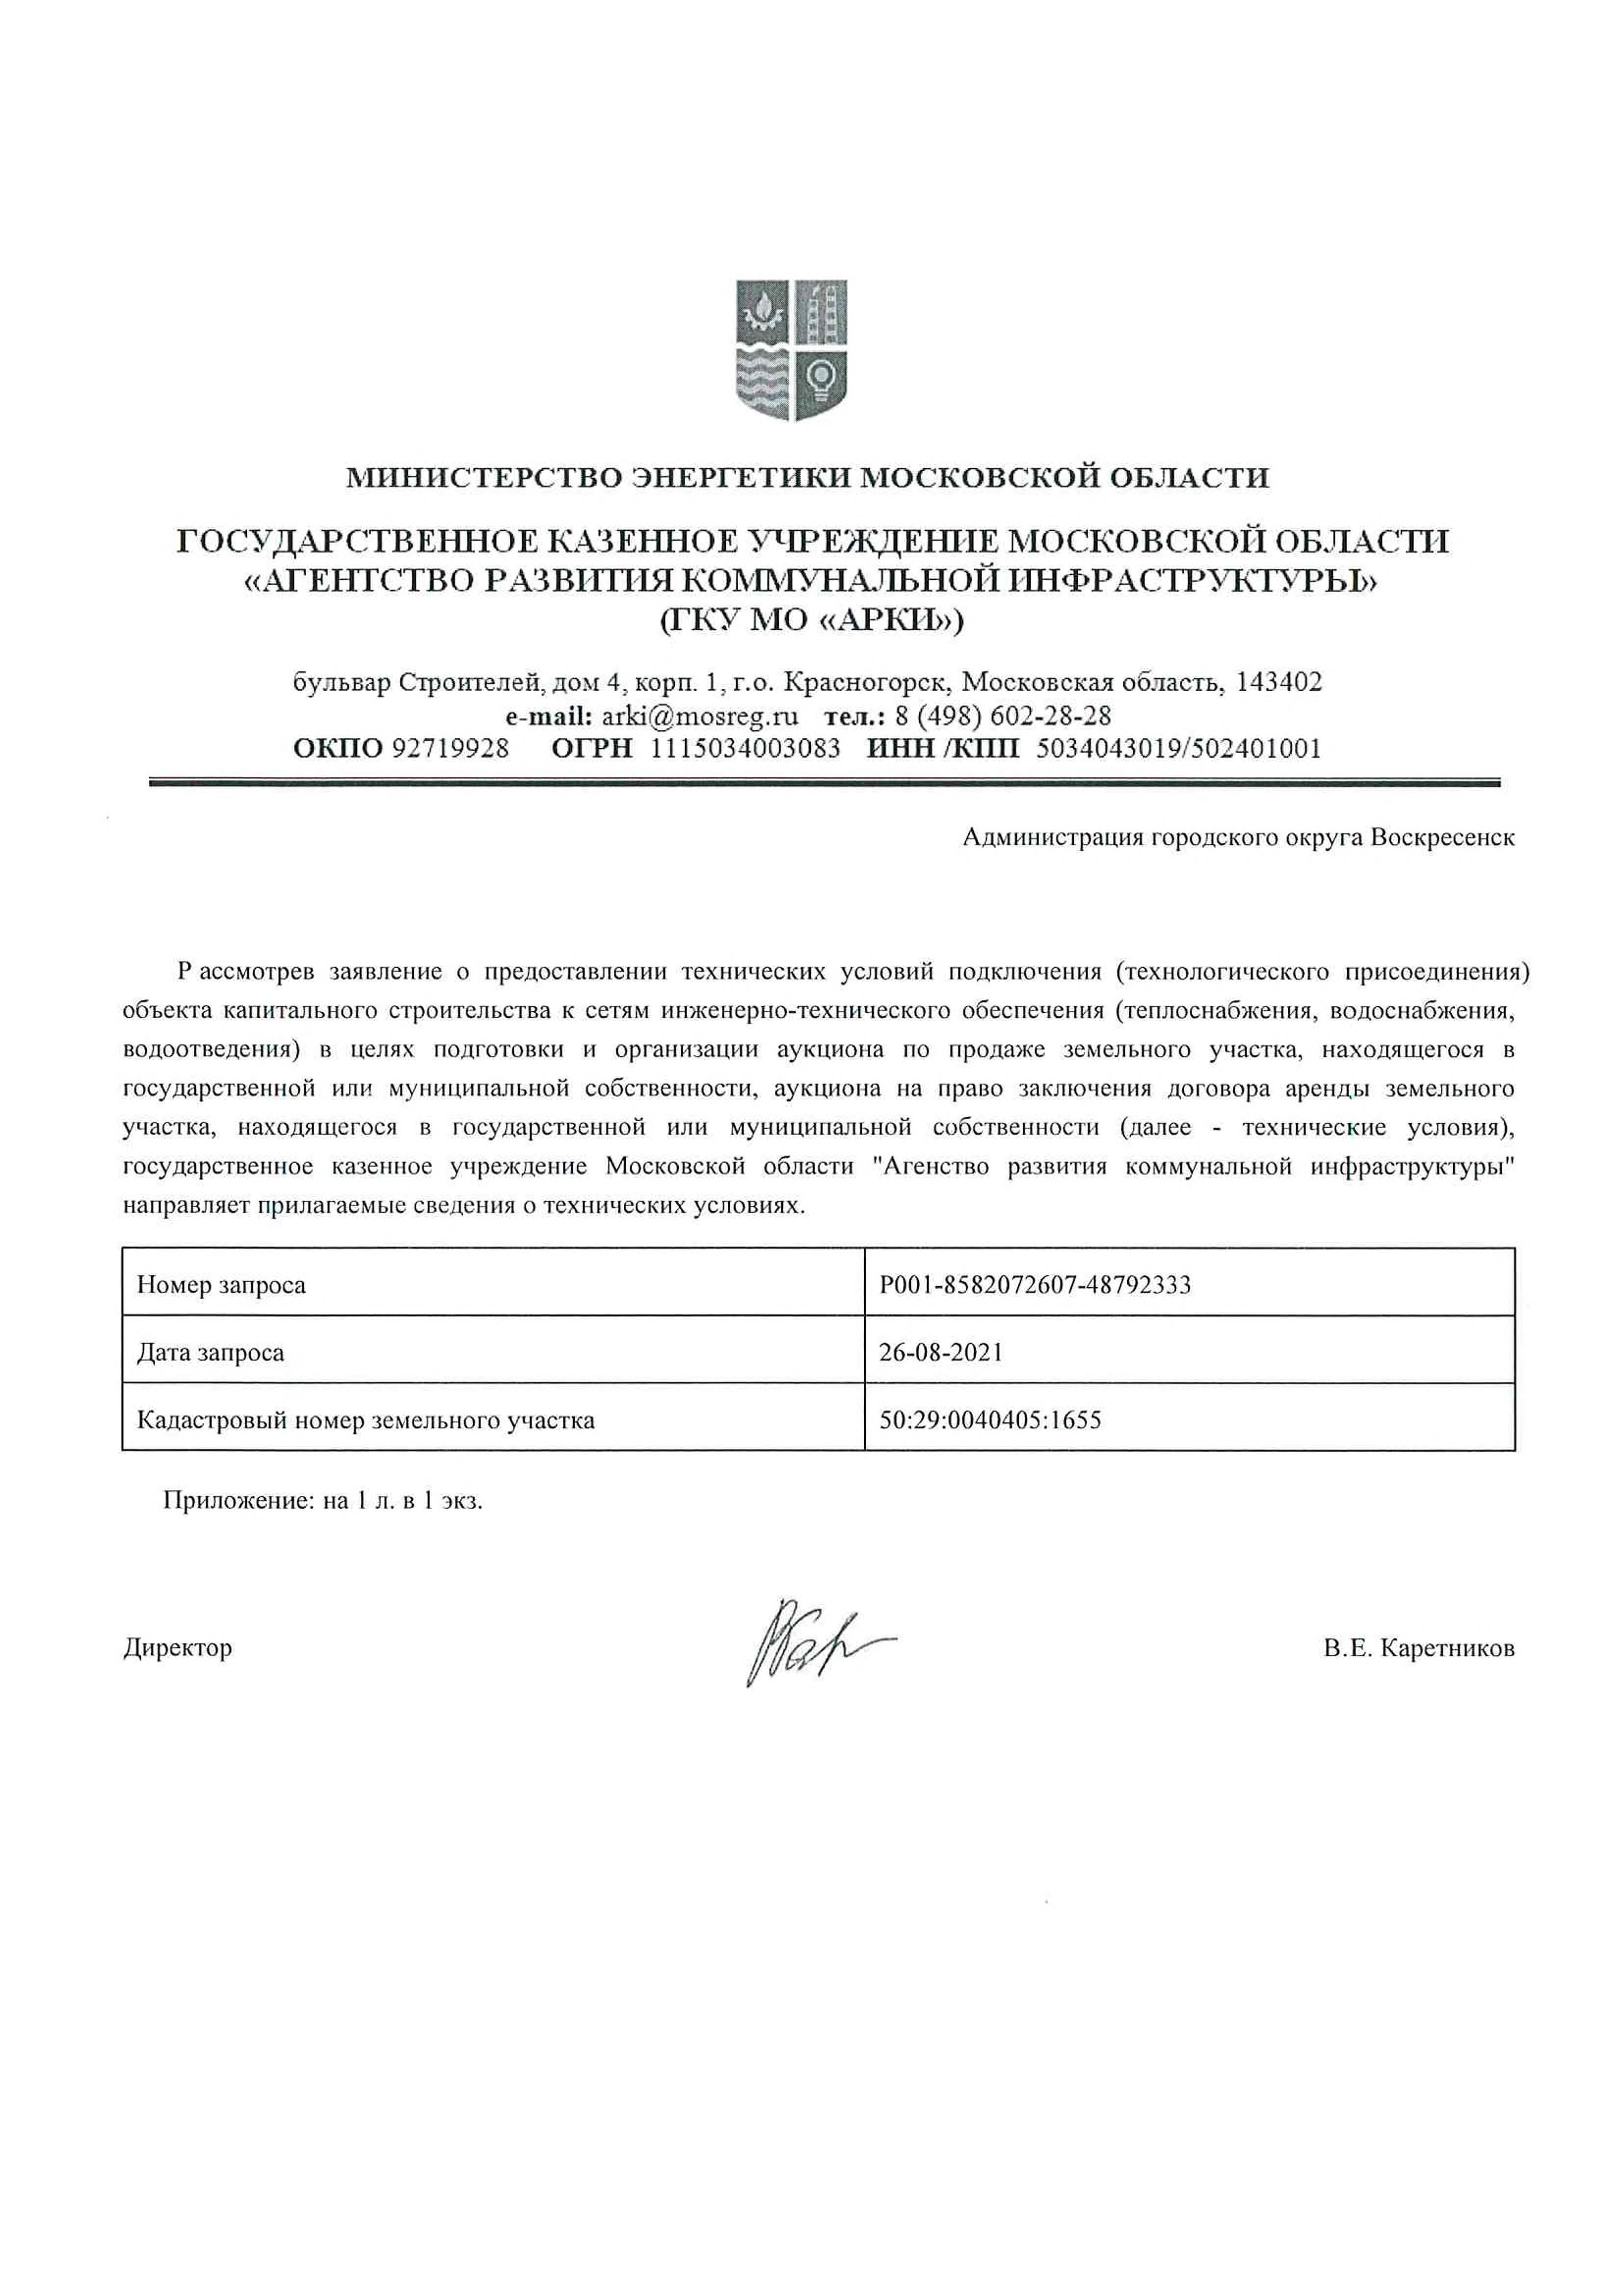 МИНИСТЕРСТВО ЭНЕРГЕТИКИ МОСКОВСКОЙ ОБЛАСТИ
ГОСУДАРСТВЕННОЕ КАЗЕННОЕ УЧРЕЖДЕНИЕ МОСКОВСКОЙ ОБЛАСТИ
«АГЕНТСТВО РАЗВИТИЯ КОММУНАЛЬНОЙ ИНФРАСТРУКТУРЫ»
(ГКУ МО «АРКИ»)
бульвар Строителей, дом 4, корп. 1, г.о. Красногорск, Московская область, 143402
e-mail: arki@mosreg.ru тел.: 8 (498) 602-28-28
ОКПО 92719928 ОГРН 1115034003083 ИНН /КПП 5034043019/502401001
Администрация городского округа Воскресенск
Р ассмотрев заявление о предоставлении технических условий подключения (технологического присоединения)
объекта капитального строительства к сетям инженерно-технического обеспечения (теплоснабжения, водоснабжения,
водоотведения) в целях подготовки и организации аукциона по продаже земельного участка, находящегося в
государственной или муниципальной собственности, аукциона на право заключения договора аренды земельного
участка, находящегося в государственной или муниципальной собственности (далее - технические условия),
государственное казенное учреждение Московской области "Агенство развития коммунальной инфраструктуры"
направляет прилагаемые сведения о технических условиях.
Номер запроса P001-8582072607-48792333
Дата запроса 26-08-2021
Кадастровый номер земельного участка 50:29:0040405:1655
Приложение: на 1 л. в 1 экз.
Директор В.Е. Каретников